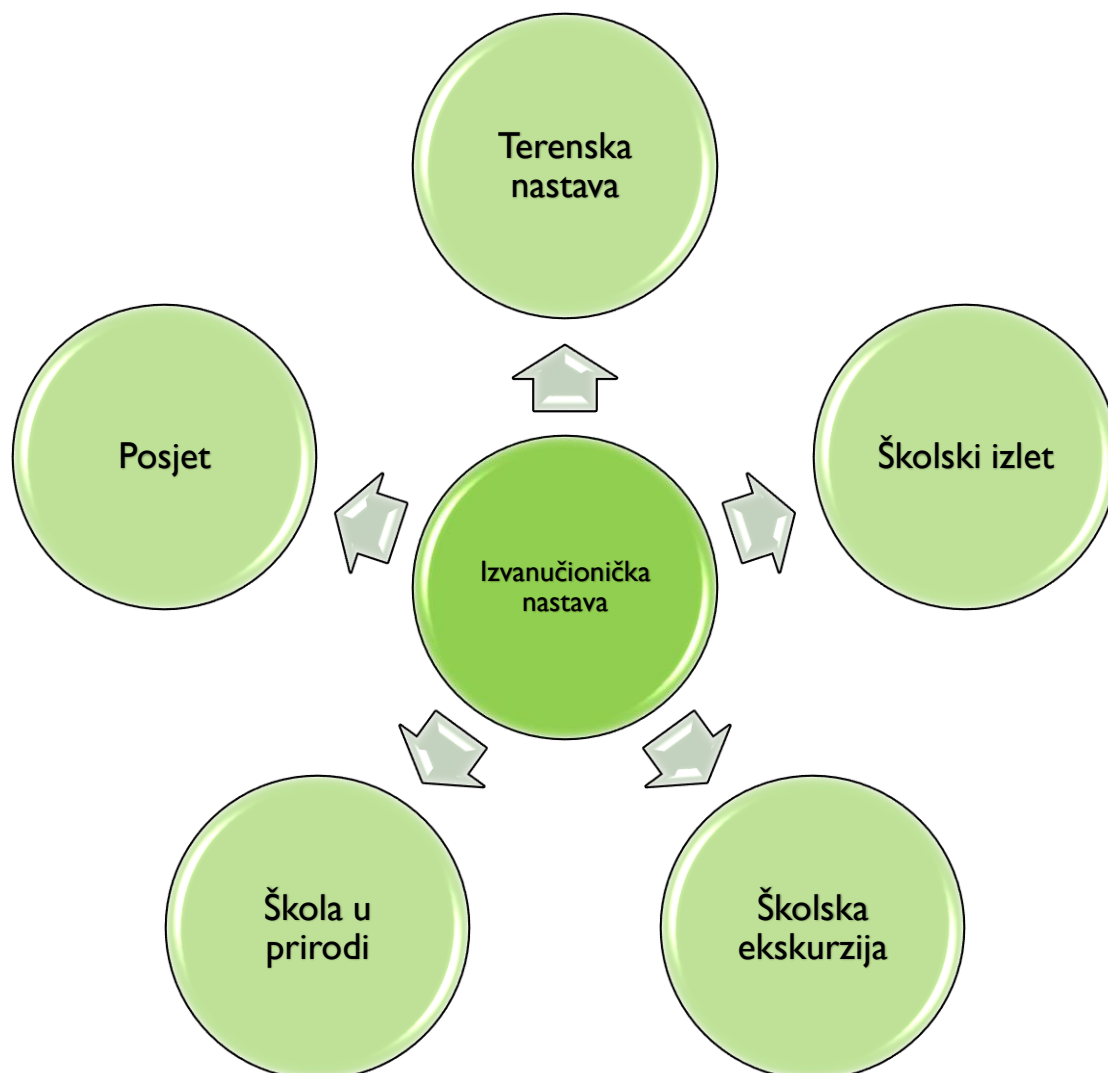 Terenska
nastava
Posjet
Školski izlet
Izvanučionička
nastava
Škola u
prirodi
Školska
ekskurzija